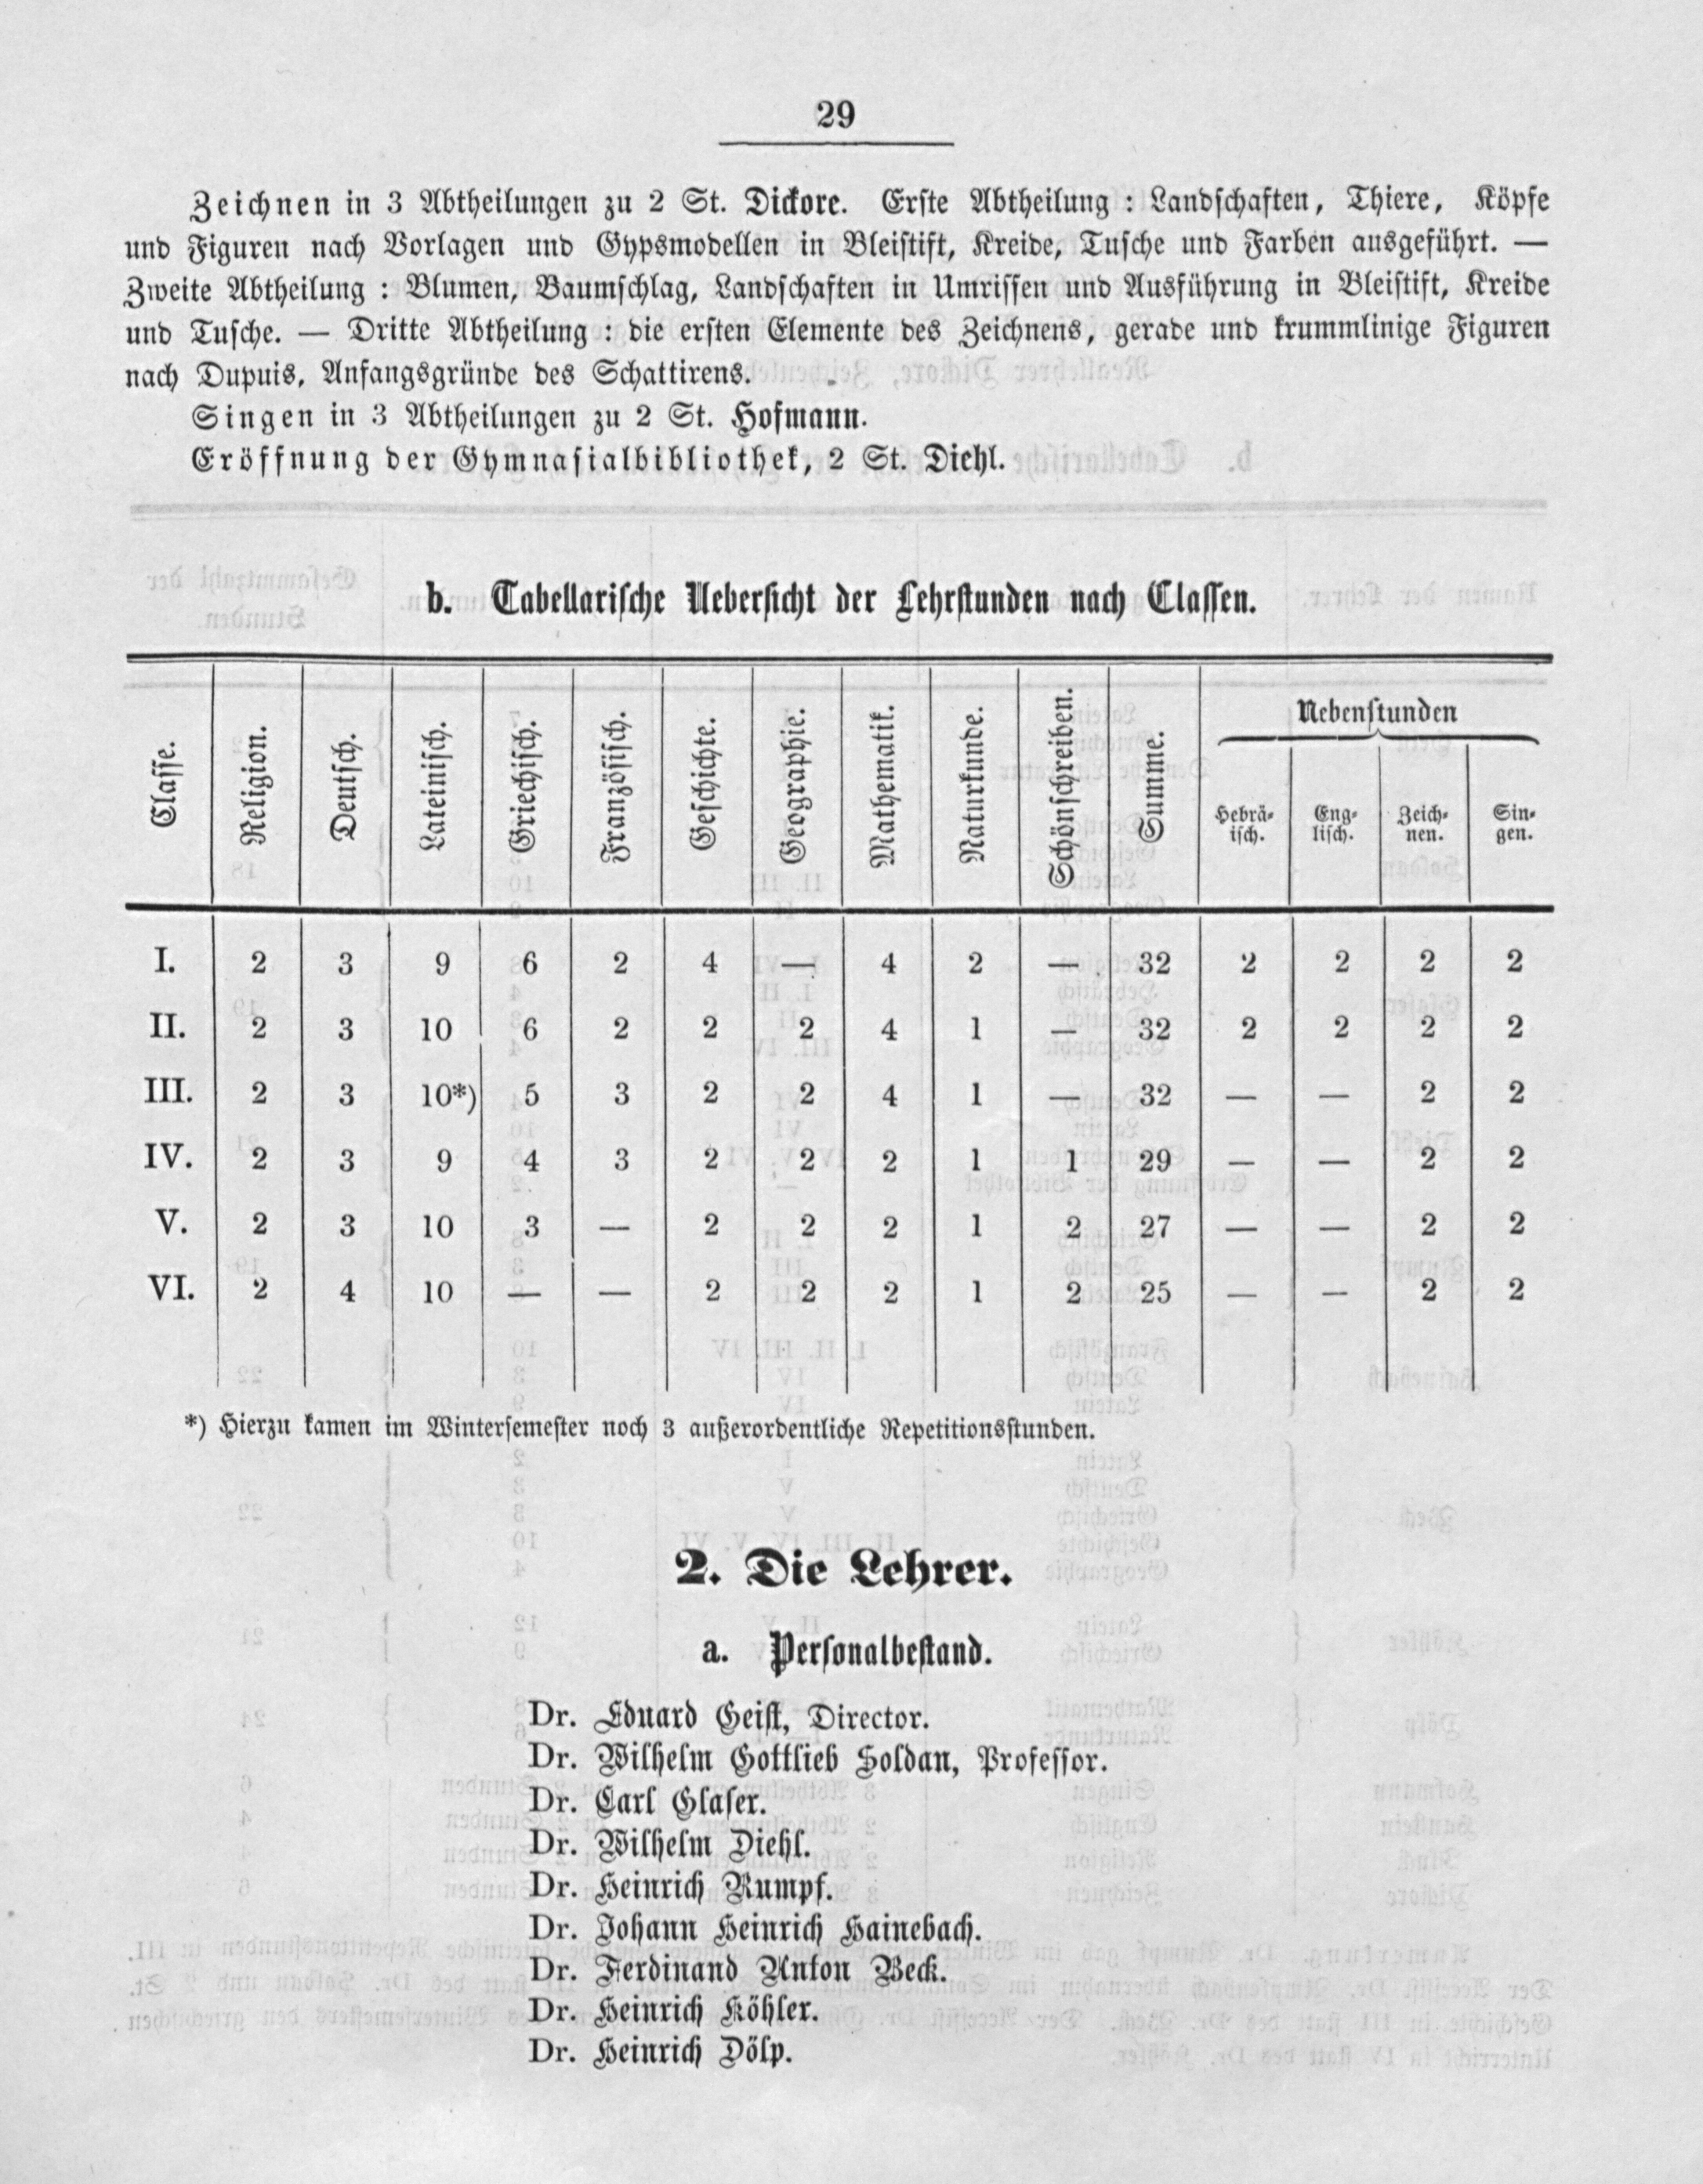 29
Zeichnen in 3 Abtheilungen zu 2 St. Dickore. Erste Abtheilung : Landschaften, Thiere, Köpfe
und Figuren nach Vorlagen und Gypsmodellen in Bleistift, Kreide, Tusche und Farben ausgeführt. —
Zweite Abtheilung : Blumen, Baumschlag, Landschaften in Umrissen und Ausführung in Bleistift, Kreide
und Tusche. — Dritte Abtheilung : die ersten Elemente des Zeichnens, gerade und krummlinige Figuren
nach Dupuis, Anfangsgründe des Schattirens.
Singen in 3 Abtheilungen zu 2 St. Hofmann.
Eröffnung der Gymnasialbibliothek, 2 St. Diehl.
b. Tabellarische Uebersicht der Lehrstunden nach Classen.
Classe. Religion. Deutsch. Lateinisch. Griechisch. Französisch. Geschichte. Geographie. Mathematik. Naturkunde. Schönschreiben. Summe. Nebenstunden
Hebrä- Eng- Zeich- Sin-
isch. lisch. nen. gen.
I. 2 3 9 6 2 4 — 4 2 — 32 2 2 2 2
II. 2 3 10 6 2 2 2 4 1 — 32 2 2 2 2
III. 2 3 10*) 5 3 2 2 4 1 — 32 — — 2 2
IV. 2 3 9 4 3 2 2 2 1 1 29 — — 2 2
V. 2 3 10 3 — 2 2 2 1 2 27 — — 2 2
VI. 2 4 10 — — 2 2 2 1 2 25 — — 2 2
*) Hierzu kamen im Wintersemester noch 3 außerordentliche Repetitionsstunden.
2. Die Lehrer.
a. Personalbestand.
Dr. Eduard Geist, Director.
Dr. Wilhelm Gottlieb Soldan, Professor.
Dr. Carl Glaser.
Dr. Wilhelm Diehl.
Dr. Heinrich Rumpf.
Dr. Johann Heinrich Hainebach.
Dr. Ferdinand Anton Beck.
Dr. Heinrich Köhler.
Dr. Heinrich Dölp.